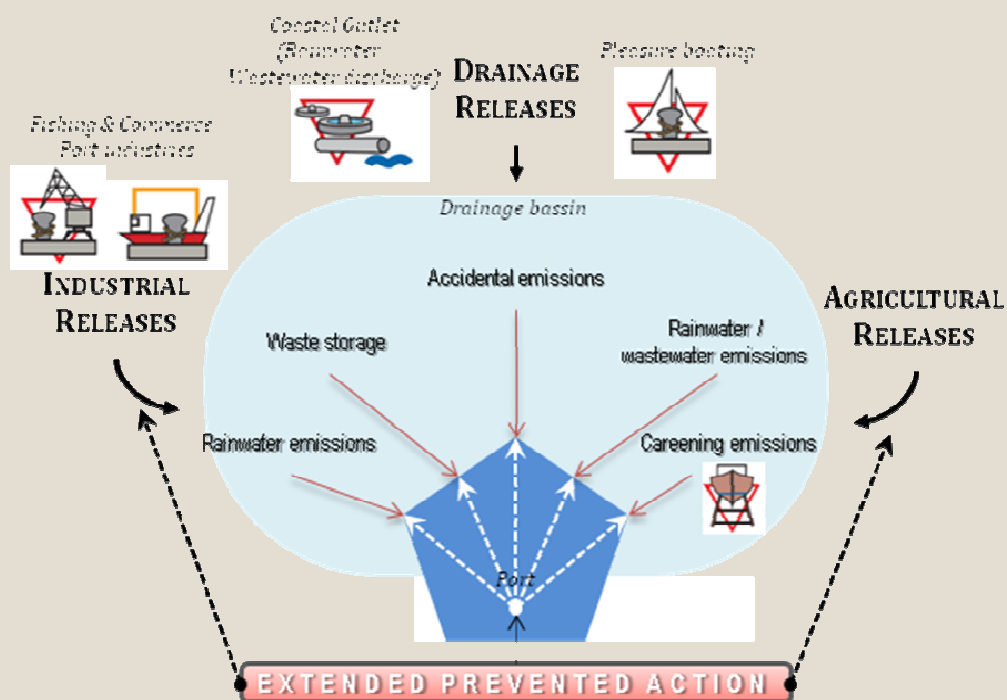 Coastal Outlet
(Rainwater
Wastewater discharge)
DRAINAGE
RELEASES
Pleasure boating
Fishing & Commerce
Port industries
INDUSTRIAL
RELEASES
Drainage bassin
Accidental emissions
AGRICULTURAL
RELEASES
Waste storage
Rainwater /
wastewater emissions
Rainwater emissions
Careening emissions
Port
EXTENDED PREVENTED ACTION